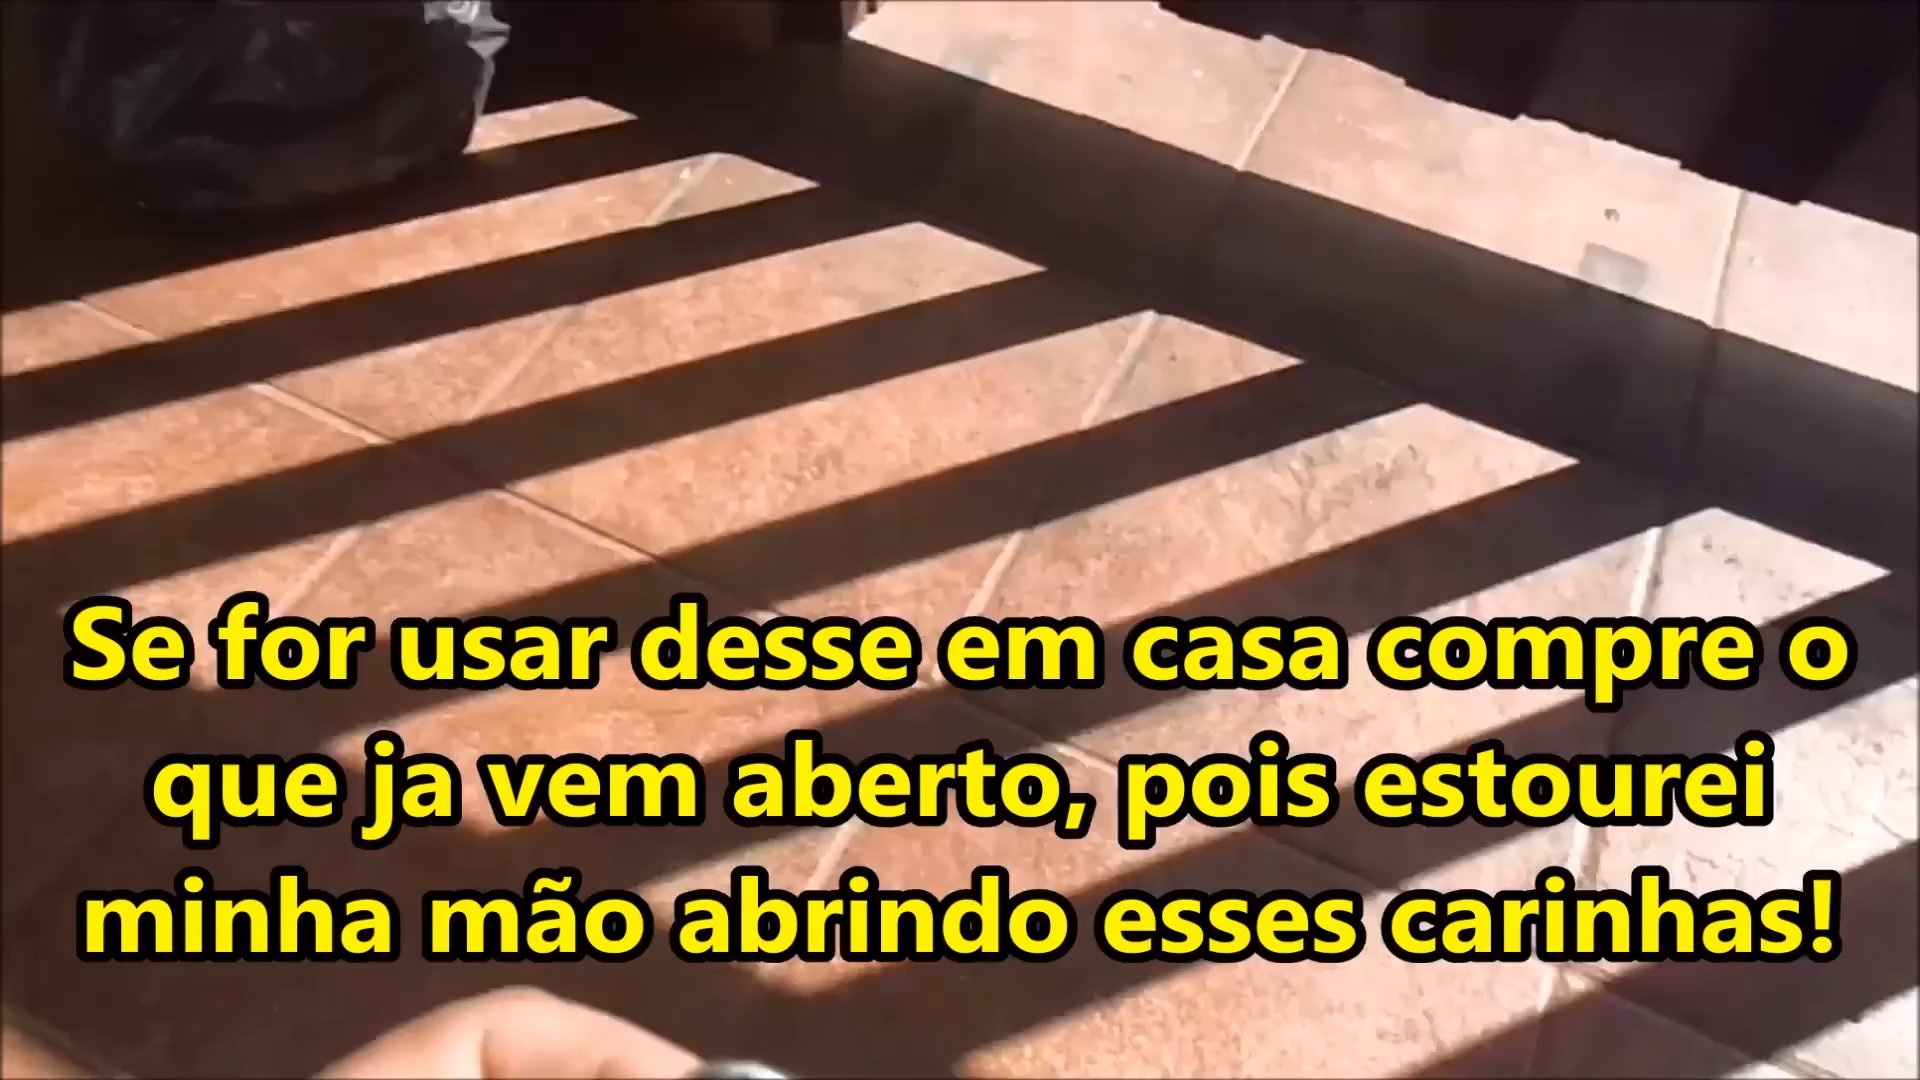 Se for usar desse em casa compre o
que ja vem aberto, pois estourei
minha mão abrindo esses carinhas!